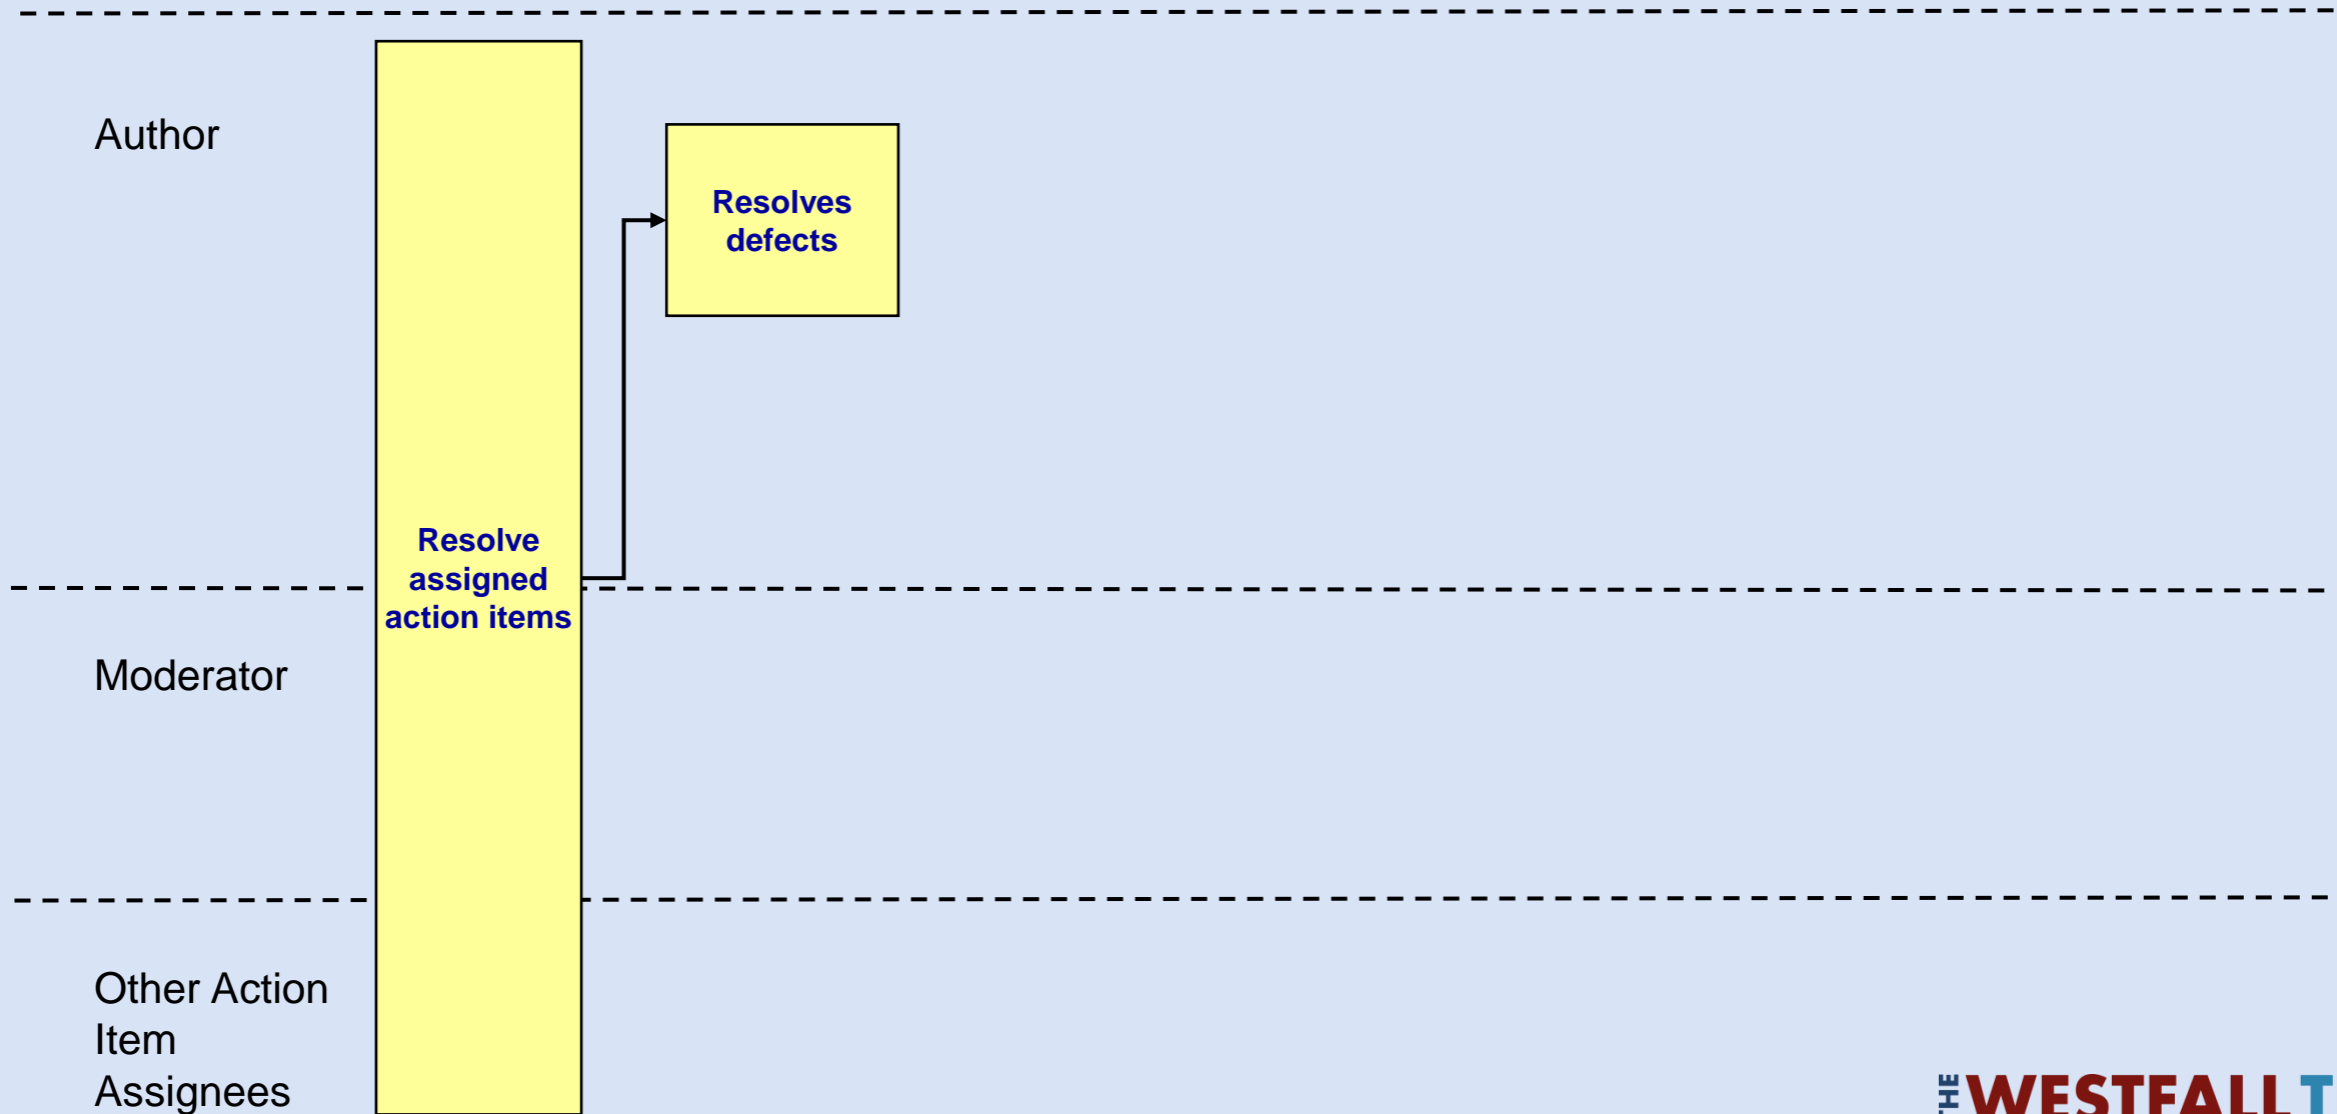 Author
Resolves
defects
Resolve
assigned
action items
Moderator
Other Action
Item
Assignees
THE WESTFALL T